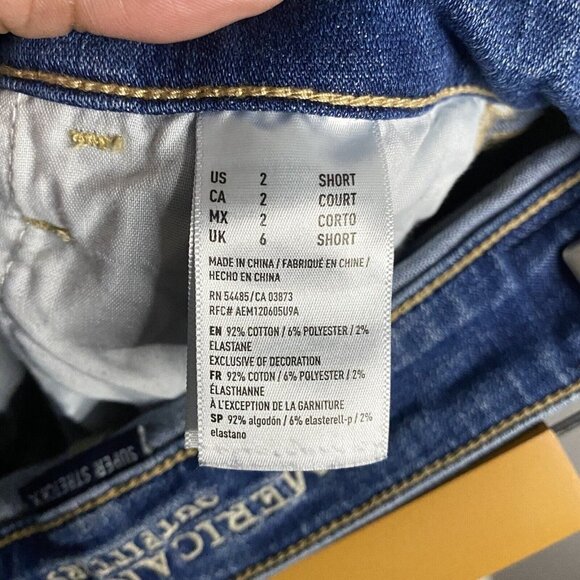 US 2 SHORT
CA 2 COURT
MX 2 CORTO
UK 6 SHORT
MADE IN CHINA / FABRIQUÉ EN CHINE /
HECHO EN CHINA
RN 54485/CA 03873
RFC# AEM120605U9A
EN 92% COTTON / 6% POLYESTER / 2%
ELASTANE
EXCLUSIVE OF DECORATION
FR 92% COTON / 6% POLYESTER / 2%
ÉLASTHANNE
À L'EXCEPTION DE LA GARNITURE
SP 92% algodón / 6% elasterell-p / 2%
elastano
SUPER STRETCH